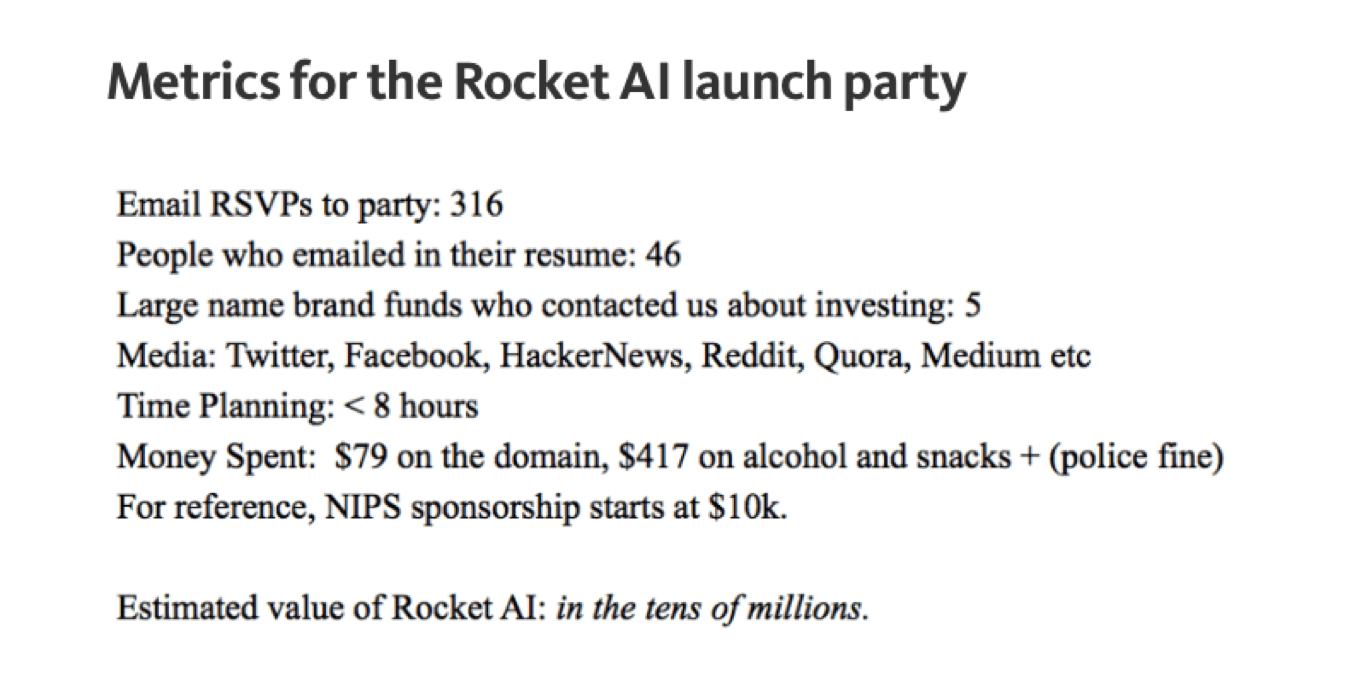 Metrics for the Rocket AI launch party
Email RSVPs to party: 316
People who emailed in their resume: 46
Large name brand funds who contacted us about investing: 5
Media: Twitter, Facebook, HackerNews, Reddit, Quora, Medium etc
Time Planning: < 8 hours
Money Spent:  $79 on the domain, $417 on alcohol and snacks + (police fine)
For reference, NIPS sponsorship starts at $10k.
Estimated value of Rocket AI: in the tens of millions.